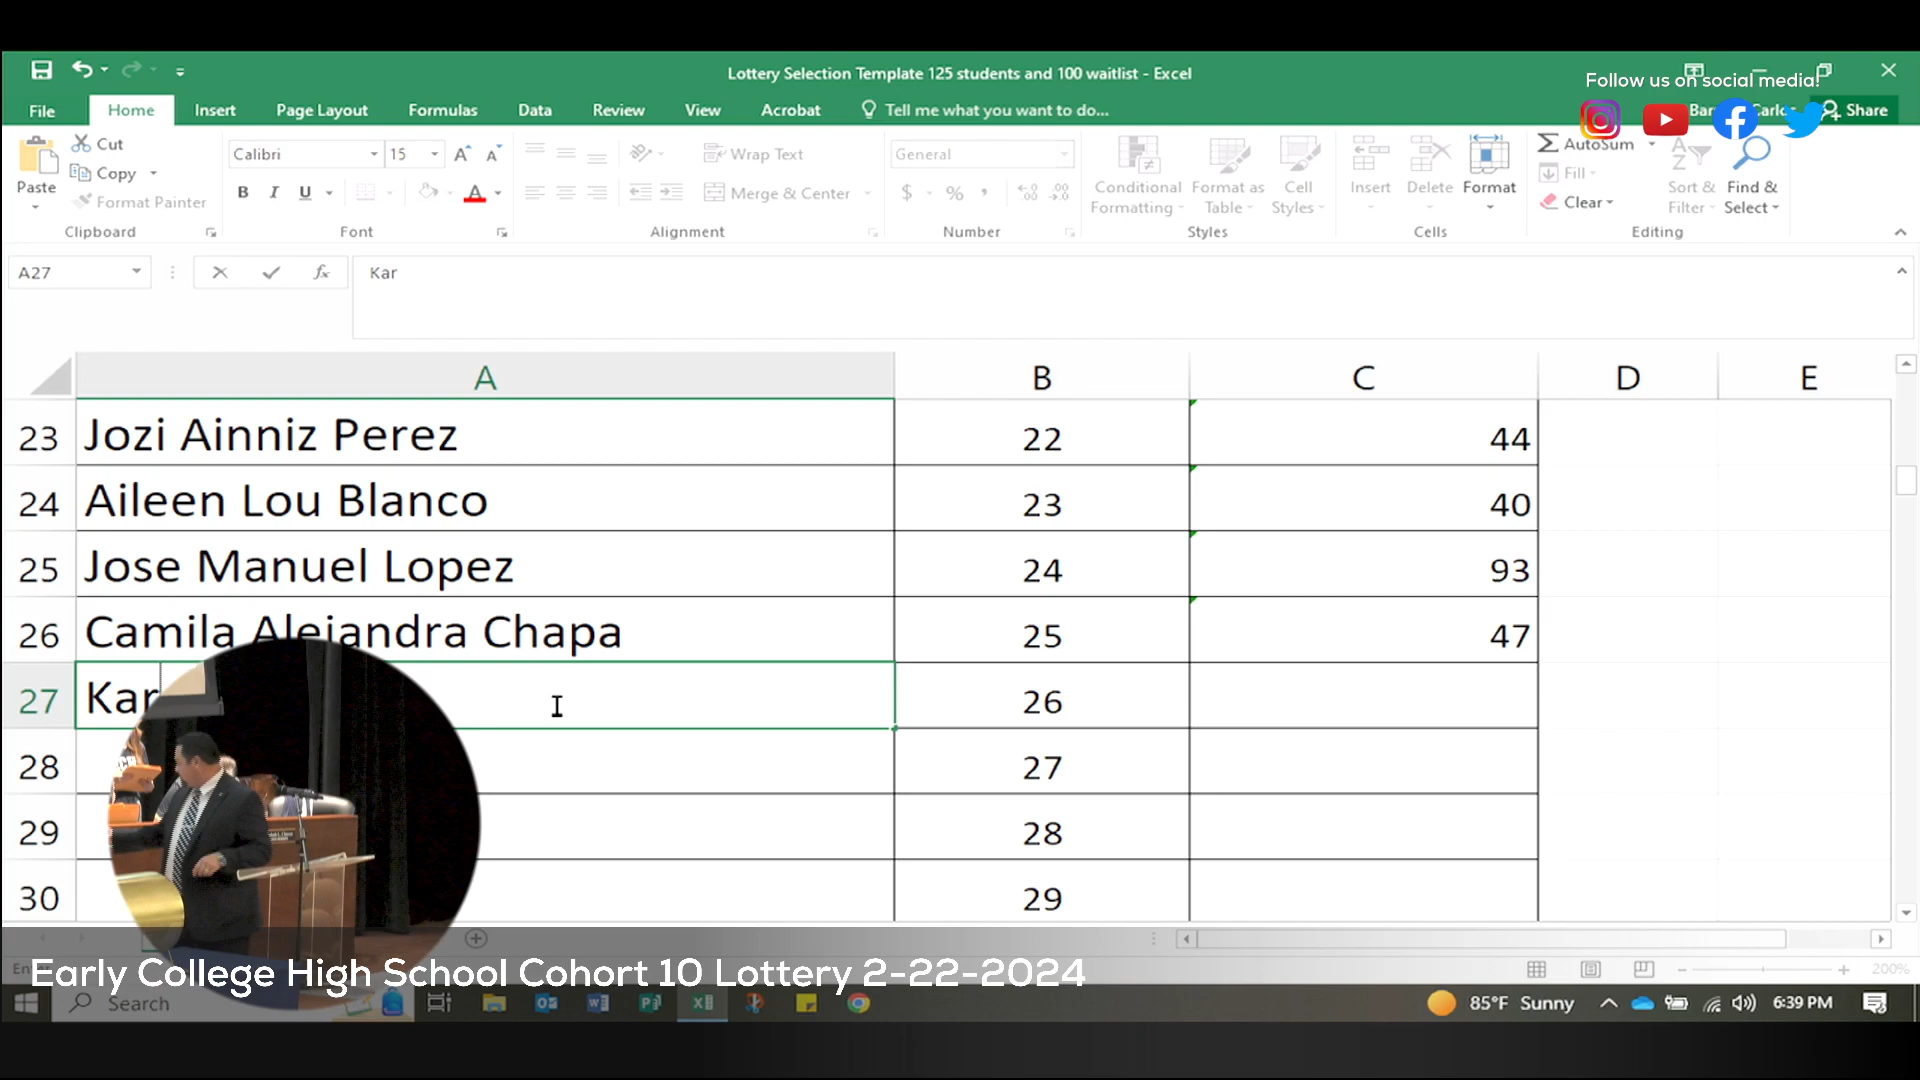 Lottery Selection Template 125 students and 100 waitlist - Excel
Follow us on social media!
File Home Insert Page Layout Formulas Data Review View Acrobat Tell me what you want to do... Share
Cut
Copy
Format Painter
Paste
Clipboard
Calibri 15
B I U
Font
Wrap Text
Merge & Center
Alignment
General
$ % ,
Number
Conditional Formatting
Format as Table
Cell Styles
Styles
Insert Delete Format
Cells
AutoSum
Fill
Clear
Sort & Filter
Find & Select
Editing
A27 fx Kar
A B C D E
23 Jozi Ainniz Perez 22 44
24 Aileen Lou Blanco 23 40
25 Jose Manuel Lopez 24 93
26 Camila Alejandra Chapa 25 47
27 Kar 26
28 27
29 28
30 29
200%
Early College High School Cohort 10 Lottery 2-22-2024
Search 85°F Sunny 6:39 PM